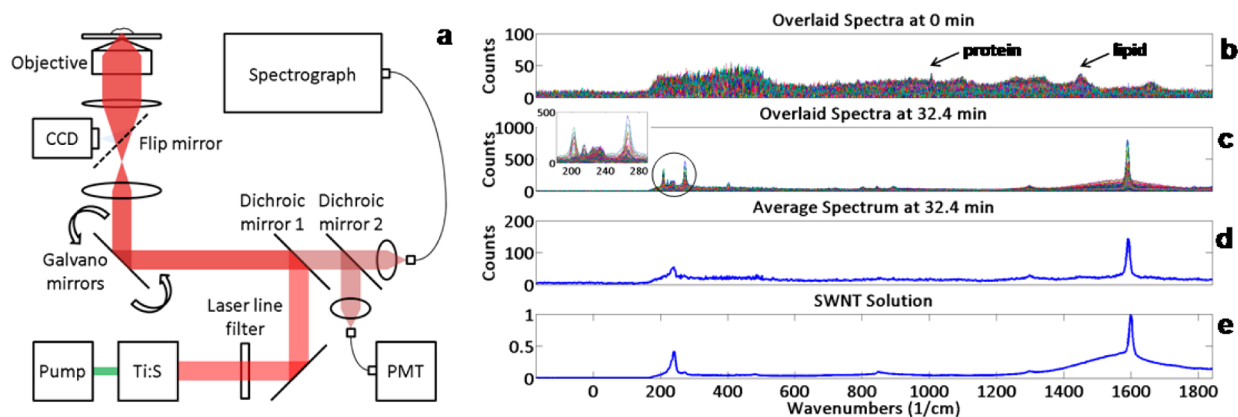 a
Objective
Spectrograph
CCD
Flip mirror
Dichroic
mirror 1
Dichroic
mirror 2
Galvano
mirrors
Laser line
filter
Pump
Ti:S
PMT
Overlaid Spectra at 0 min
b
100
50
0
Counts
protein
lipid
Overlaid Spectra at 32.4 min
c
1000
500
0
Counts
500
0
200
240
280
Average Spectrum at 32.4 min
d
200
100
0
Counts
SWNT Solution
e
1
0.5
0
0
200
400
600
800
1000
1200
1400
1600
1800
Wavenumbers (1/cm)